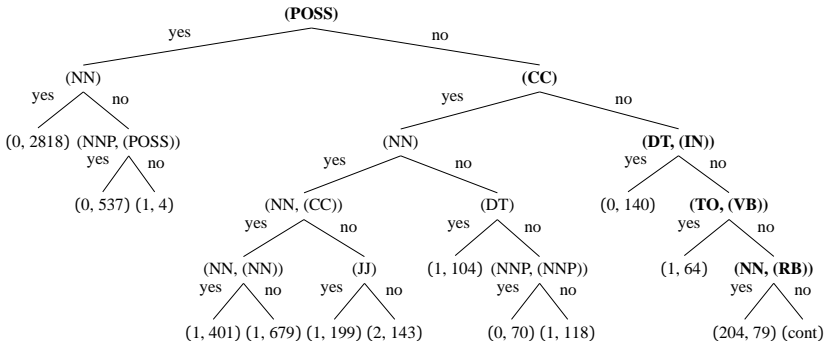 (POSS)
yes no
(NN) (CC)
yes no yes no
(0, 2818) (NNP, (POSS)) (NN) (DT, (IN))
yes no yes no yes no
(0, 537) (1, 4) (NN, (CC)) (DT) (0, 140) (TO, (VB))
yes no yes no yes no
(NN, (NN)) (JJ) (1, 104) (NNP, (NNP)) (1, 64) (NN, (RB))
yes no yes no yes no yes no
(1, 401) (1, 679) (1, 199) (2, 143) (0, 70) (1, 118) (204, 79) (cont)